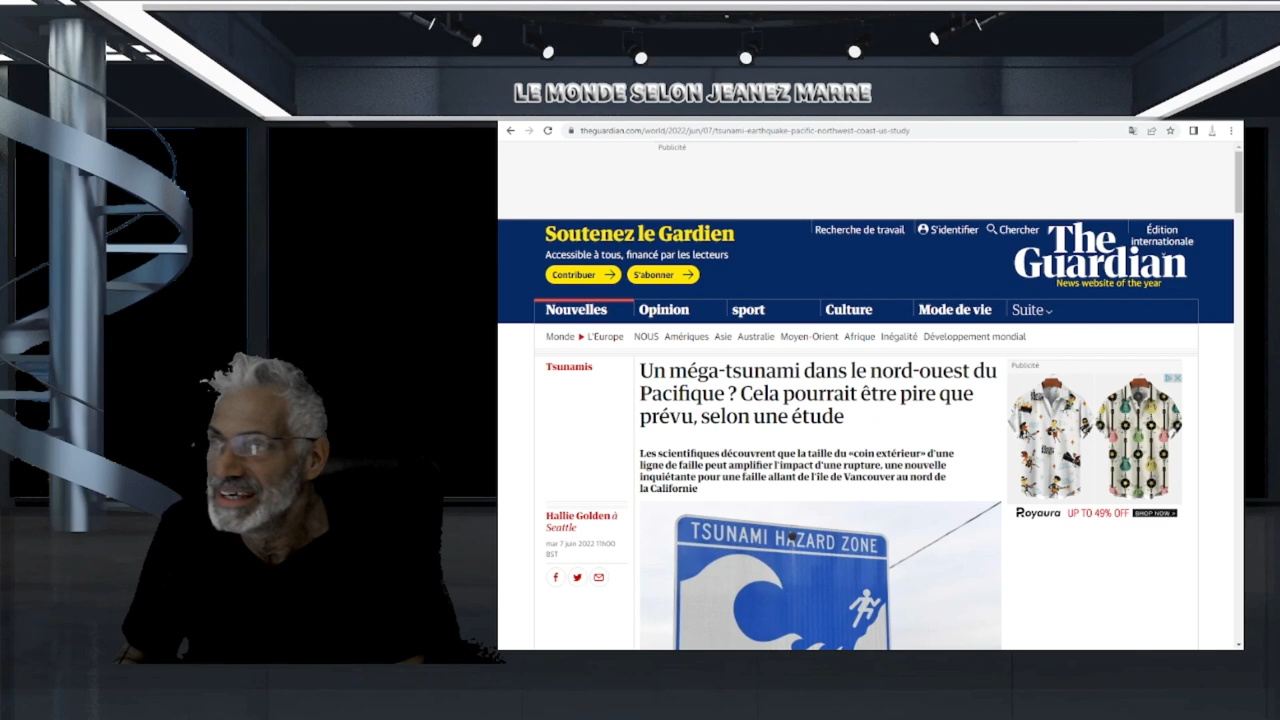 LE MONDE SELON JEANEZ MARRE
theguardian.com/world/2022/jun/07/tsunami-earthquake-pacific-northwest-coast-us-study
Publicité
Soutenez le Gardien
Accessible à tous, financé par les lecteurs
Contribuer →
S'abonner →
Recherche de travail
S'identifier
Chercher
Édition
internationale
The
Guardian
News website of the year
Nouvelles
Opinion
sport
Culture
Mode de vie
Suite
Monde ▶ L'Europe NOUS Amériques Asie Australie Moyen-Orient Afrique Inégalité Développement mondial
Tsunamis
Un méga-tsunami dans le nord-ouest du
Pacifique ? Cela pourrait être pire que
prévu, selon une étude
Les scientifiques découvrent que la taille du «coin extérieur» d'une
ligne de faille peut amplifier l'impact d'une rupture, une nouvelle
inquiétante pour une faille allant de l'île de Vancouver au nord de
la Californie
Hallie Golden à
Seattle
mar 7 juin 2022 11h00
BST
TSUNAMI HAZARD ZONE
Publicité
Royaura UP TO 49% OFF SHOP NOW >